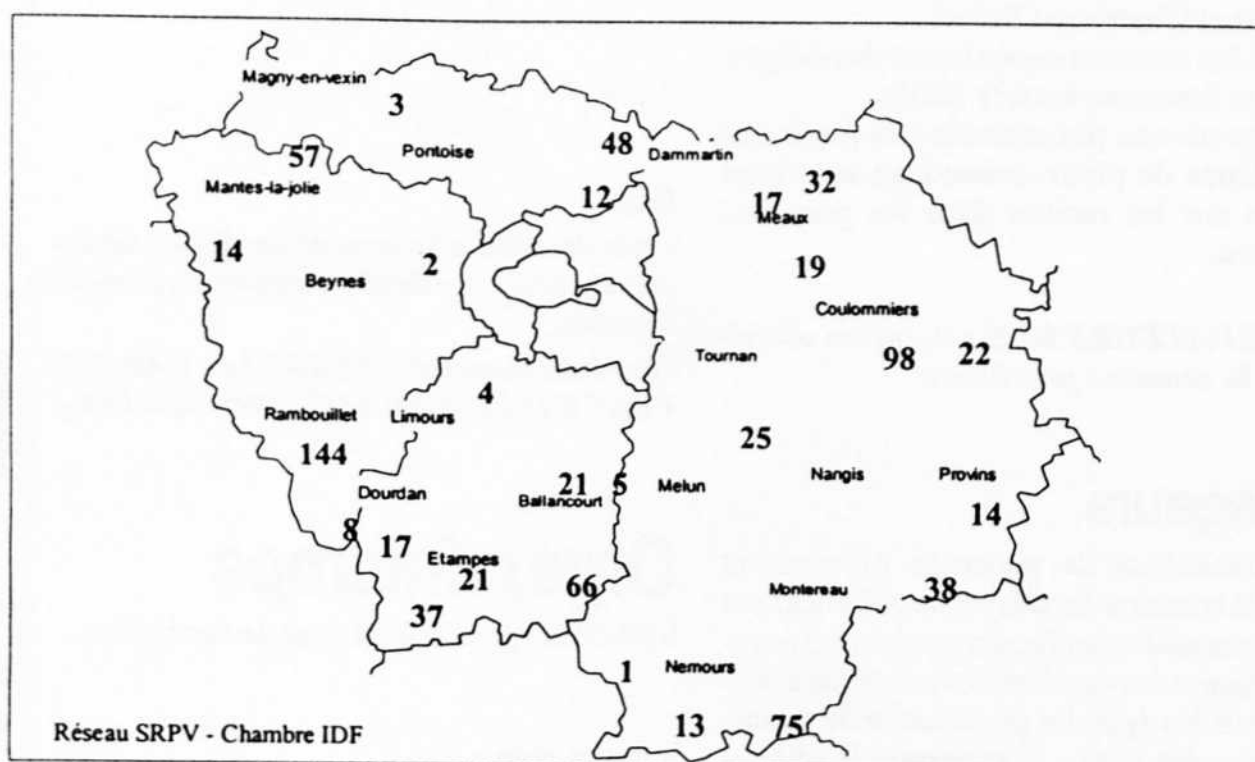 Magny-en-vexin
3
Pontoise
48
Dammartin
57
Mantes-la-jolie
12
32
17
Meaux
14
Beynes
2
19
Coulommiers
Tournan
98
22
4
Rambouillet
Limours
144
25
Dourdan
21
5
Ballancourt
Melun
Nangis
Provins
14
8
17
Etampes
21
66
Montereau
38
37
1
Nemours
13
75
Réseau SRPV - Chambre IDF